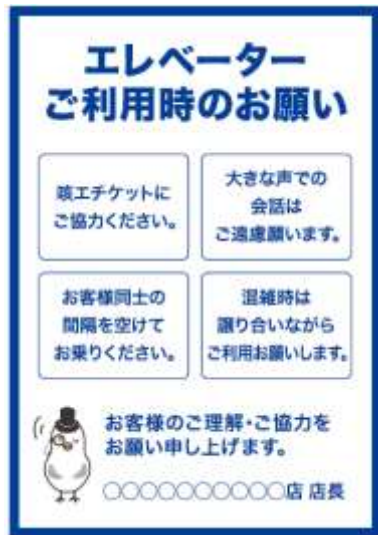 エレベーター
ご利用時のお願い
咳エチケットに
ご協力ください。
大きな声での
会話は
ご遠慮願います。
お客様同士の
間隔を空けて
お乗りください。
混雑時は
譲り合いながら
ご利用お願いします。
お客様のご理解・ご協力を
お願い申し上げます。
○○○○○○○○○○店 店長